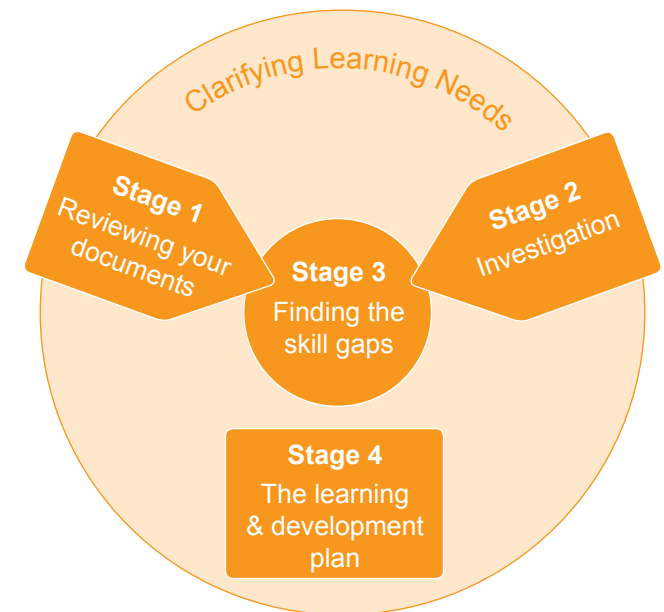 Clarifying Learning Needs
Stage 1
Reviewing your
documents
Stage 2
Investigation
Stage 3
Finding the
skill gaps
Stage 4
The learning
& development
plan